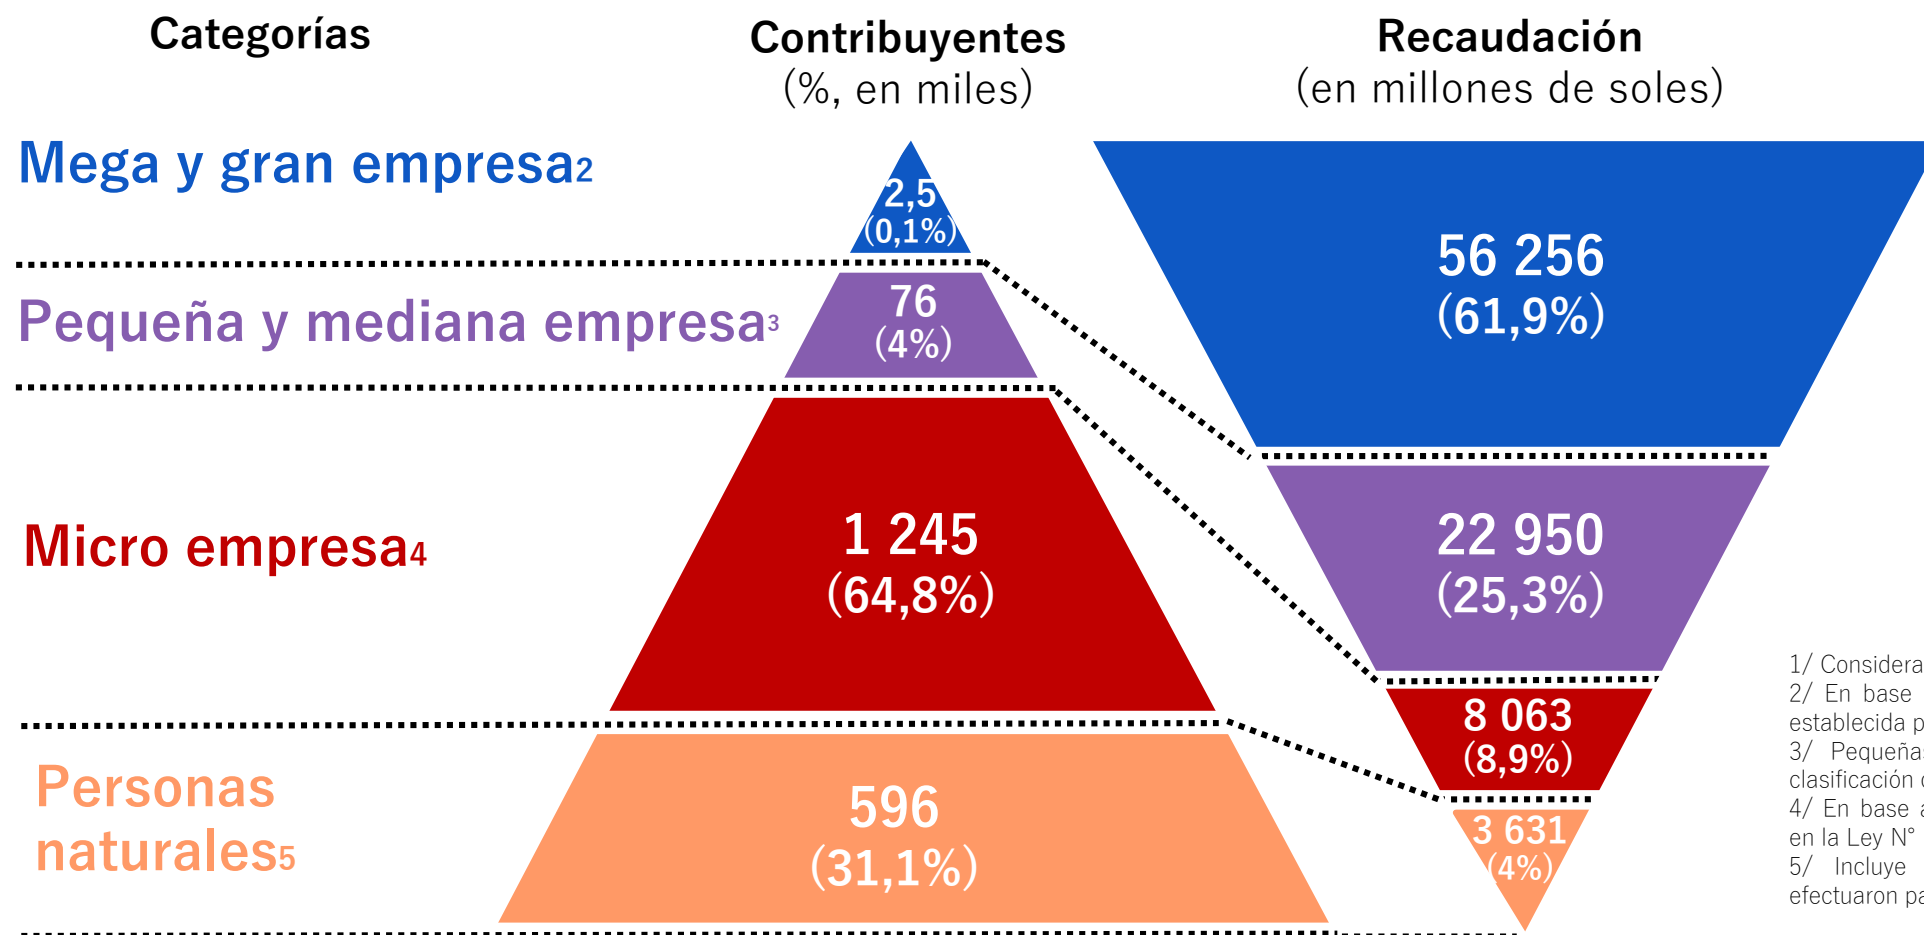 Categorías
Contribuyentes
(%, en miles)
Recaudación
(en millones de soles)
Mega y gran empresa2
2,5
(0,1%)
56 256
(61,9%)
Pequeña y mediana empresa3
76
(4%)
22 950
(25,3%)
Micro empresa4
1 245
(64,8%)
8 063
(8,9%)
Personas
naturales5
596
(31,1%)
3 631
(4%)
1/ Considera
2/ En base
establecida p
3/ Pequeñas
clasificación
4/ En base a
en la Ley N°
5/ Incluye
efectuaron pa